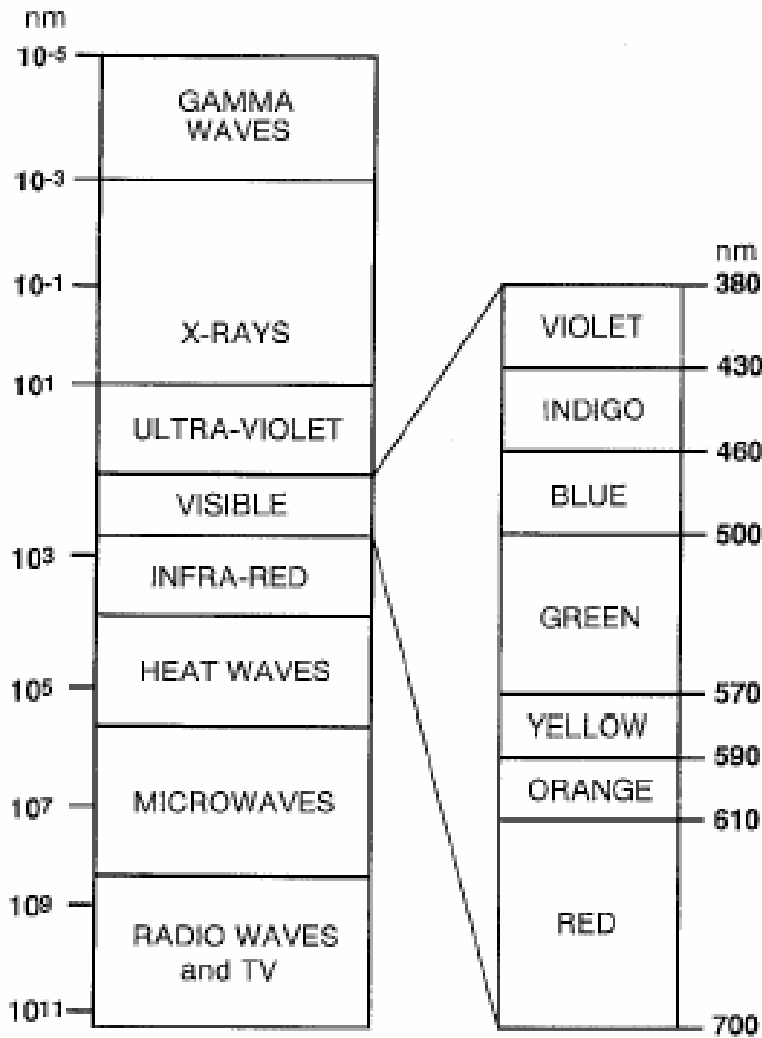 nm
10-5
GAMMA
WAVES
10-3
10-1
X-RAYS
101
ULTRA-VIOLET
VISIBLE
103
INFRA-RED
HEAT WAVES
105
MICROWAVES
107
109
RADIO WAVES
and TV
1011
nm
380
VIOLET
430
INDIGO
460
BLUE
500
GREEN
570
YELLOW
590
ORANGE
610
RED
700